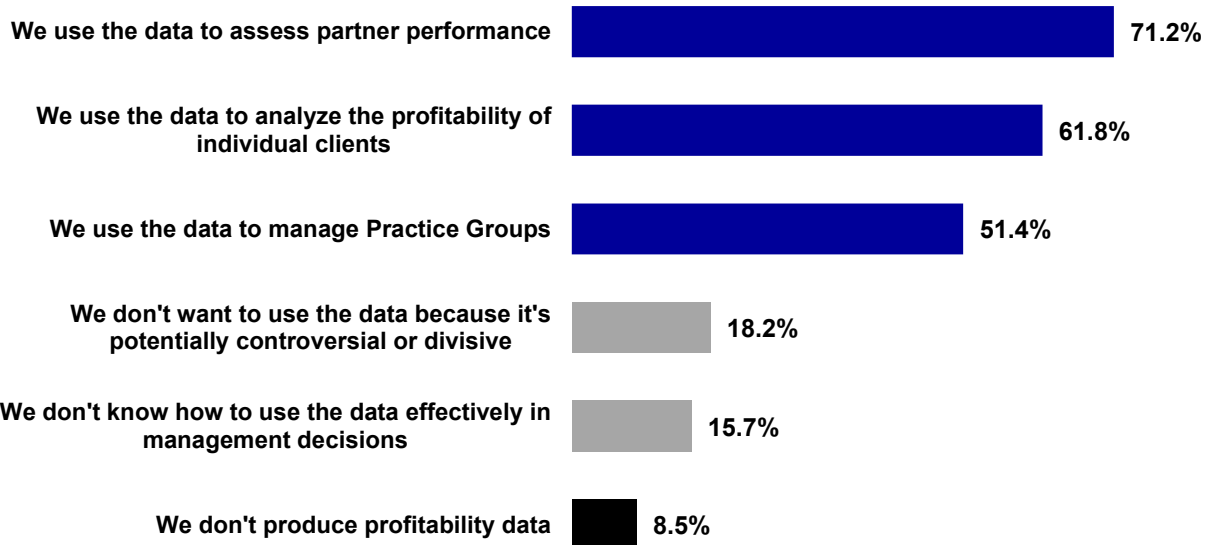 We use the data to assess partner performance
71.2%
We use the data to analyze the profitability of
individual clients
61.8%
We use the data to manage Practice Groups
51.4%
We don't want to use the data because it's
potentially controversial or divisive
18.2%
We don't know how to use the data effectively in
management decisions
15.7%
We don't produce profitability data
8.5%